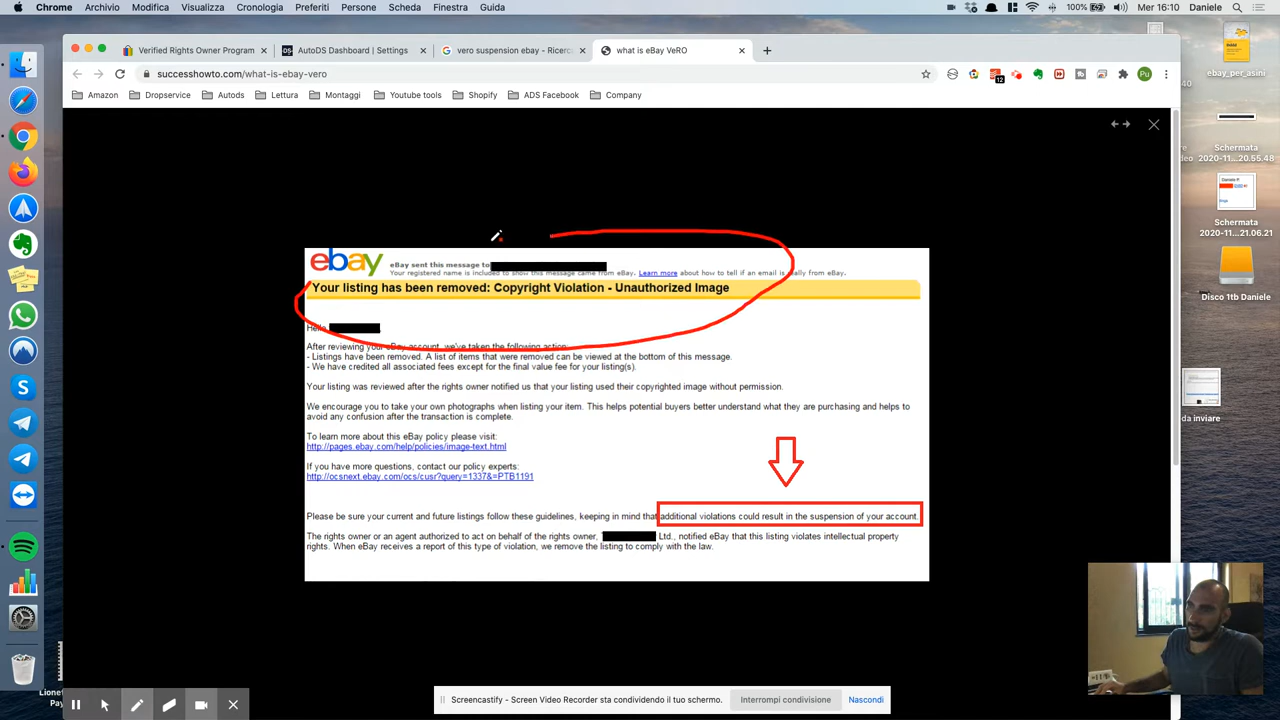 Chrome Archivio Modifica Visualizza Cronologia Preferiti Persone Scheda Finestra Guida 100% Mer 16:10 Daniele
Verified Rights Owner Program
AutoDS Dashboard | Settings
vero suspension ebay - Ricerc
what is eBay VeRO
successhowto.com/what-is-ebay-vero
12
Pu
Amazon Dropservice Autods Lettura Montaggi Youtube tools Shopify ADS Facebook Company
ebay_per_asini
40
Schermata
2020-11...20.55.48
Schermata
2020-11...21.06.21
Disco 1tb Daniele
da inviare
ebay
eBay sent this message to
Your registered name is included to show this message came from eBay. Learn more about how to tell if an email is really from eBay.
Your listing has been removed: Copyright Violation - Unauthorized Image
Hello
After reviewing your eBay account, we've taken the following action:
- Listings have been removed. A list of items that were removed can be viewed at the bottom of this message.
- We have credited all associated fees except for the final value fee for your listing(s).
Your listing was reviewed after the rights owner notified us that your listing used their copyrighted image without permission.
We encourage you to take your own photographs when listing your item. This helps potential buyers better understand what they are purchasing and helps to
avoid any confusion after the transaction is complete.
To learn more about this eBay policy please visit:
http://pages.ebay.com/help/policies/image-text.html
If you have more questions, contact our policy experts:
http://ocsnext.ebay.com/ocs/cusr?query=1337&=PTB1191
Please be sure your current and future listings follow these guidelines, keeping in mind that additional violations could result in the suspension of your account.
The rights owner or an agent authorized to act on behalf of the rights owner, Ltd., notified eBay that this listing violates intellectual property
rights. When eBay receives a report of this type of violation, we remove the listing to comply with the law.
Screencastify - Screen Video Recorder sta condividendo il tuo schermo.
Interrompi condivisione
Nascondi